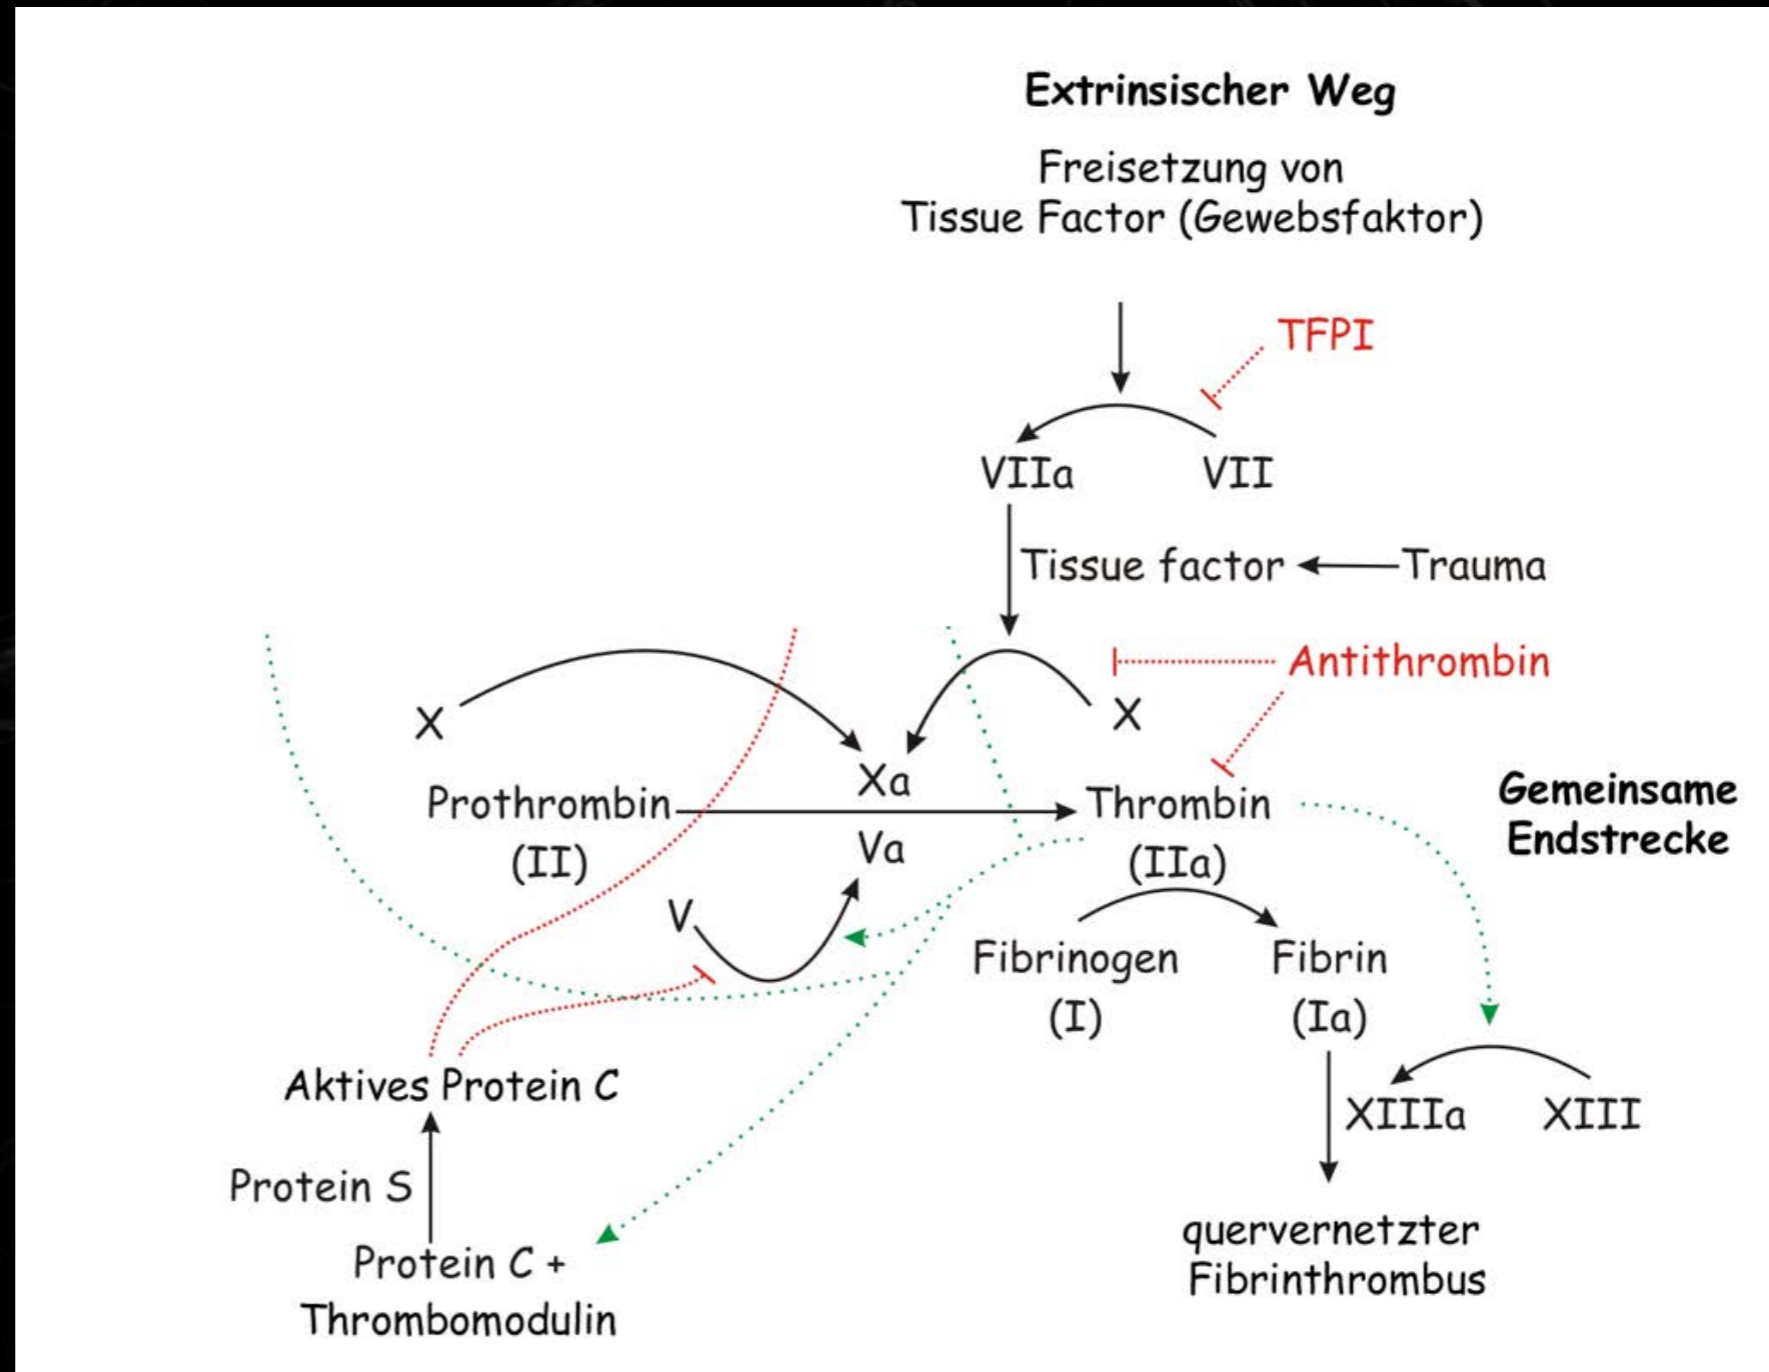 Extrinsischer Weg
Freisetzung von
Tissue Factor (Gewebsfaktor)
TFPI
VIIa
VII
Tissue factor
Trauma
Antithrombin
X
X
Xa
Prothrombin
(II)
Thrombin
(IIa)
Gemeinsame
Endstrecke
Va
V
Fibrinogen
(I)
Fibrin
(Ia)
Aktives Protein C
XIIIa
XIII
Protein S
Protein C +
Thrombomodulin
quervernetzter
Fibrinthrombus